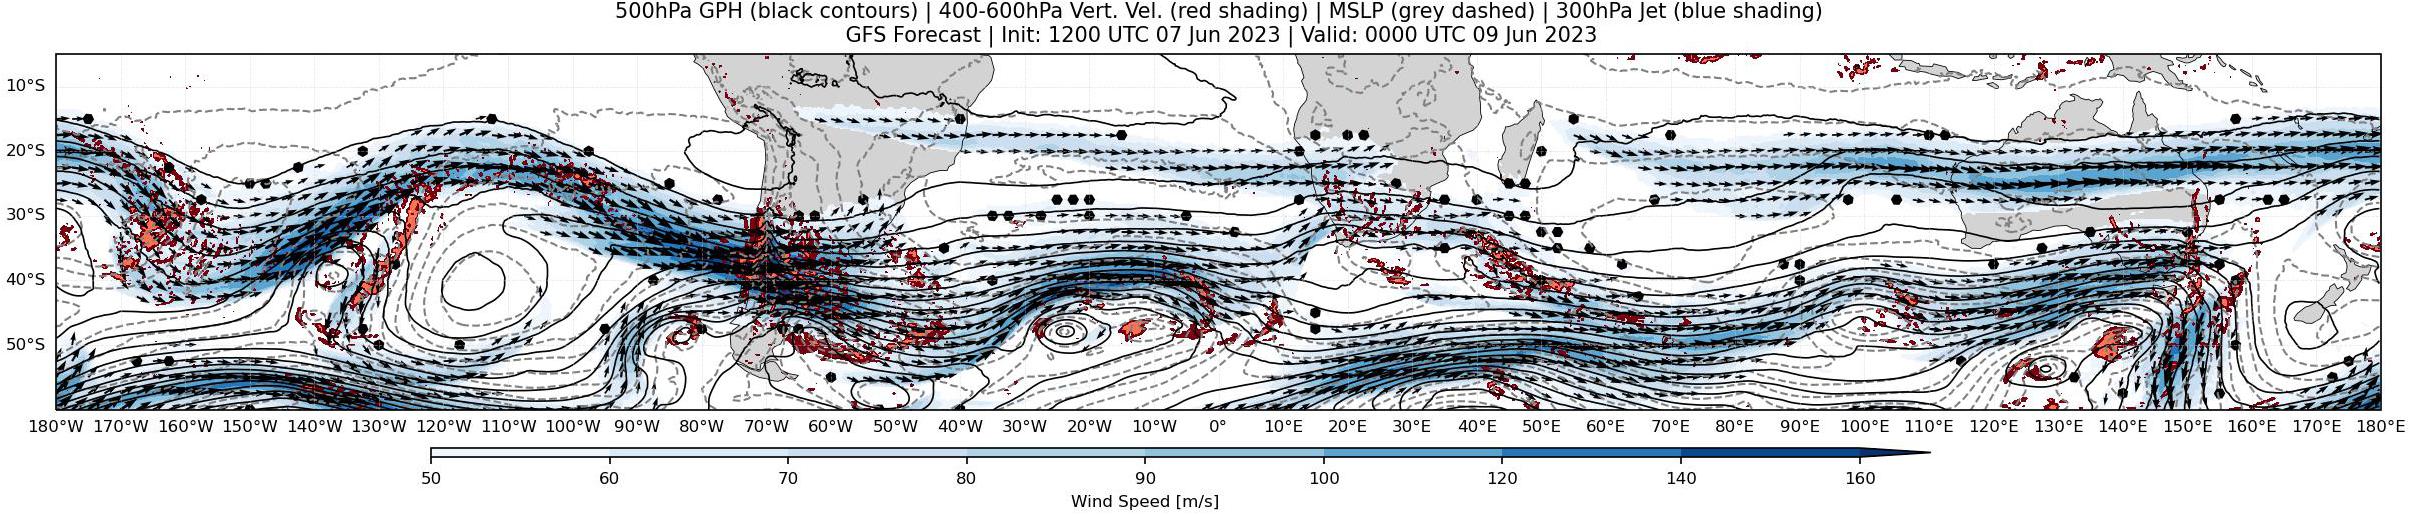 500hPa GPH (black contours) | 400-600hPa Vert. Vel. (red shading) | MSLP (grey dashed) | 300hPa Jet (blue shading)
GFS Forecast | Init: 1200 UTC 07 Jun 2023 | Valid: 0000 UTC 09 Jun 2023
10°S
20°S
30°S
40°S
50°S
180°W 170°W 160°W 150°W 140°W 130°W 120°W 110°W 100°W 90°W 80°W 70°W 60°W 50°W 40°W 30°W 20°W 10°W 0° 10°E 20°E 30°E 40°E 50°E 60°E 70°E 80°E 90°E 100°E 110°E 120°E 130°E 140°E 150°E 160°E 170°E 180°E
50 60 70 80 90 100 120 140 160
Wind Speed [m/s]